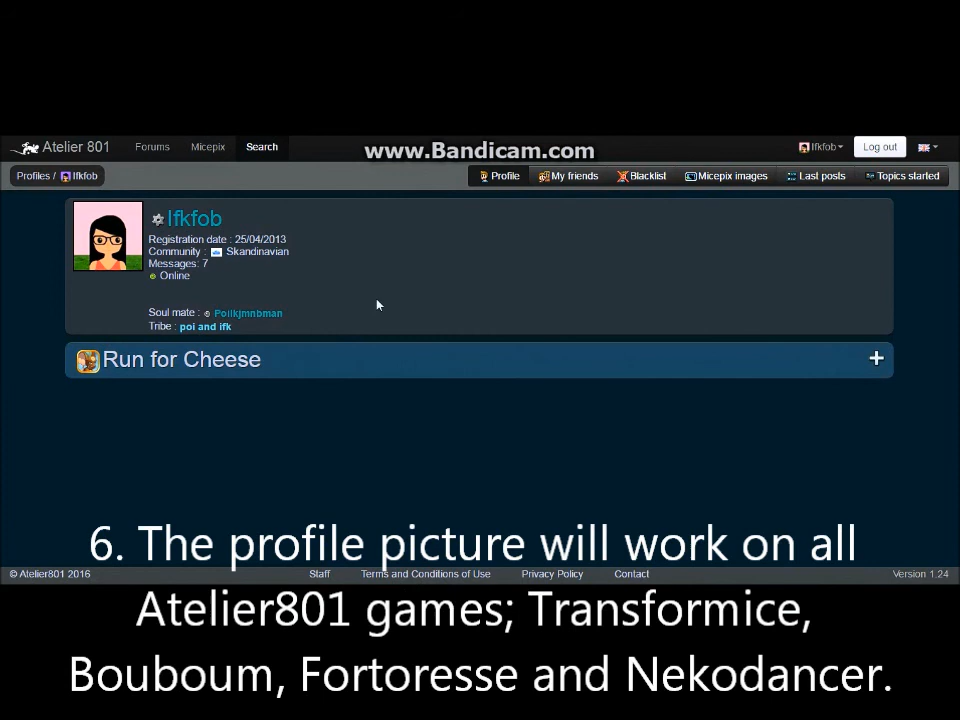 www.Bandicam.com
Atelier 801 Forums Micepix Search Ifkfob Log out
Profiles / Ifkfob Profile My friends Blacklist Micepix images Last posts Topics started
Ifkfob
Registration date : 25/04/2013
Community : Skandinavian
Messages: 7
Online
Soul mate : Poiikjmnbman
Tribe : poi and ifk
Run for Cheese +
6. The profile picture will work on all
© Atelier801 2016 Staff Terms and Conditions of Use Privacy Policy Contact Version 1.24
Atelier801 games; Transformice,
Bouboum, Fortoresse and Nekodancer.